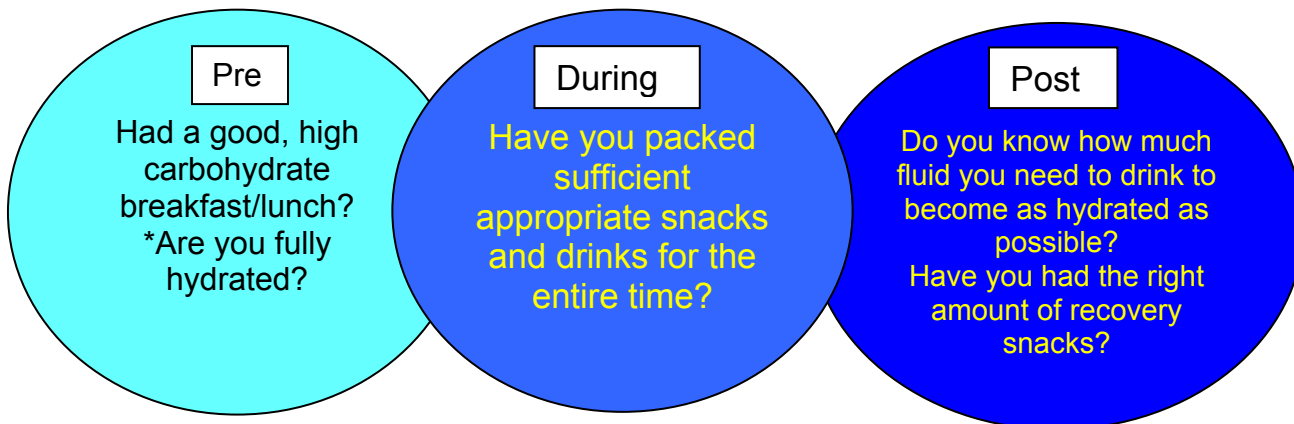 Pre
Had a good, high
carbohydrate
breakfast/lunch?
*Are you fully
hydrated?
During
Have you packed
sufficient
appropriate snacks
and drinks for the
entire time?
Post
Do you know how much
fluid you need to drink to
become as hydrated as
possible?
Have you had the right
amount of recovery
snacks?